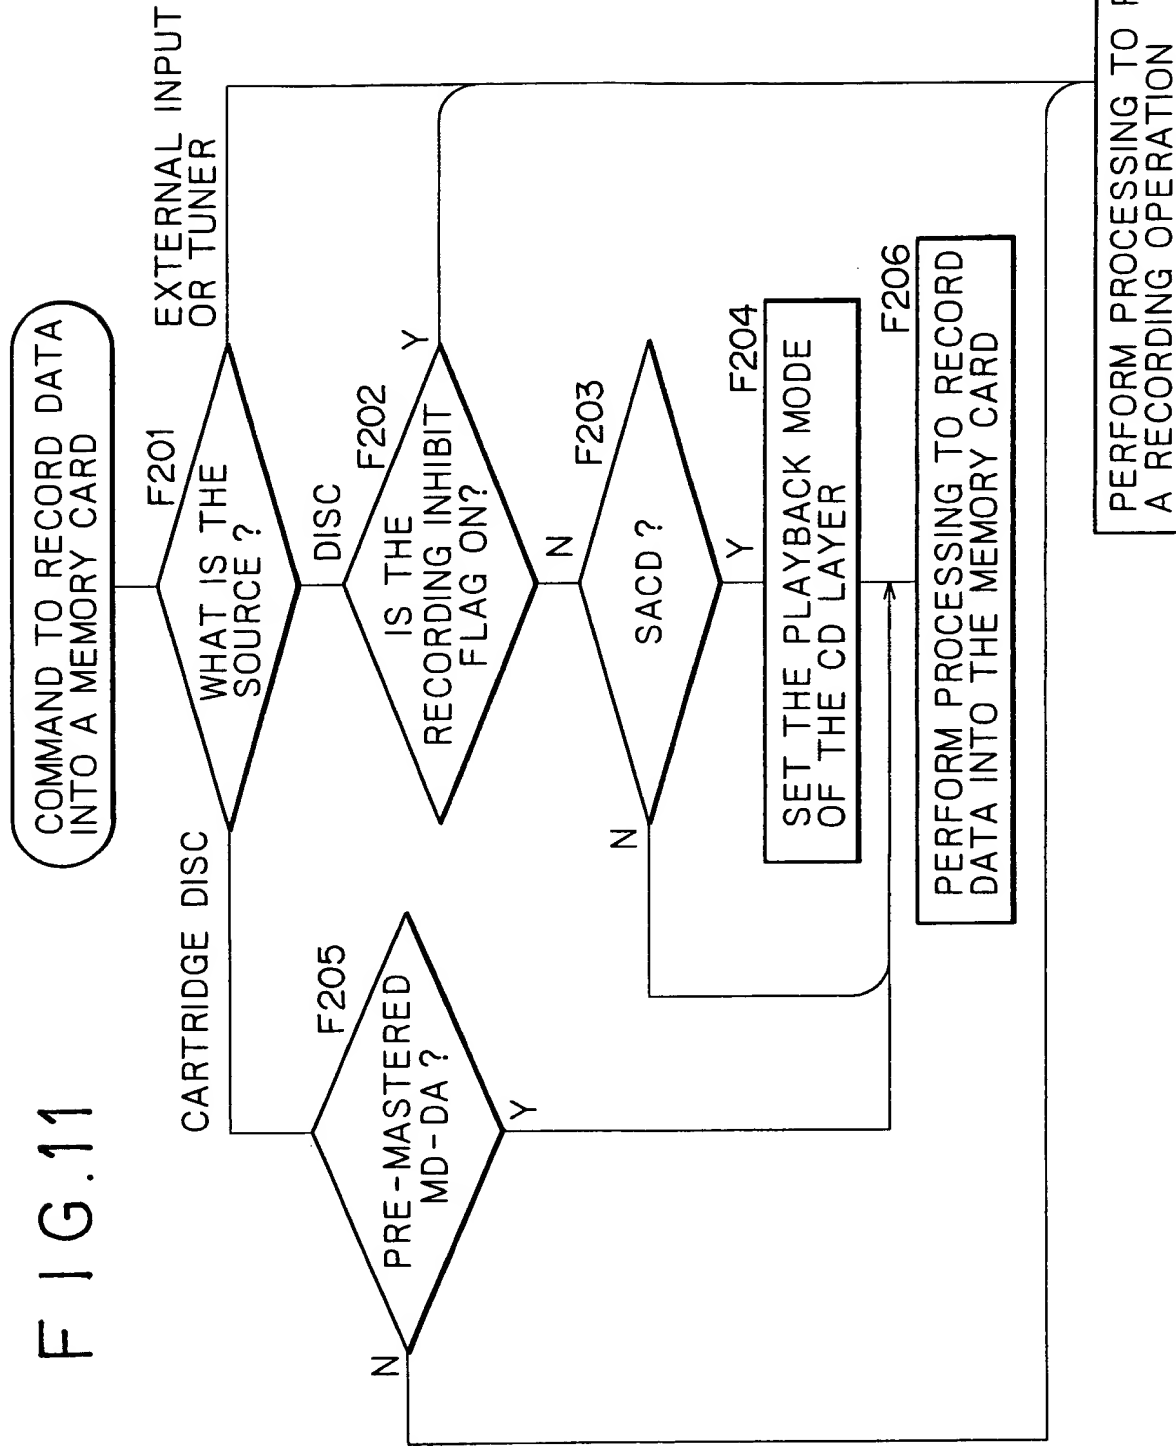 FIG.11
COMMAND TO RECORD DATA
INTO A MEMORY CARD
F201
WHAT IS THE
SOURCE ?
CARTRIDGE DISC
DISC
EXTERNAL INPUT
OR TUNER
F205
PRE-MASTERED
MD-DA ?
N
Y
F202
IS THE
RECORDING INHIBIT
FLAG ON?
Y
N
F203
SACD ?
N
Y
F204
SET THE PLAYBACK MODE
OF THE CD LAYER
F206
PERFORM PROCESSING TO RECORD
DATA INTO THE MEMORY CARD
PERFORM PROCESSING TO
A RECORDING OPERATION